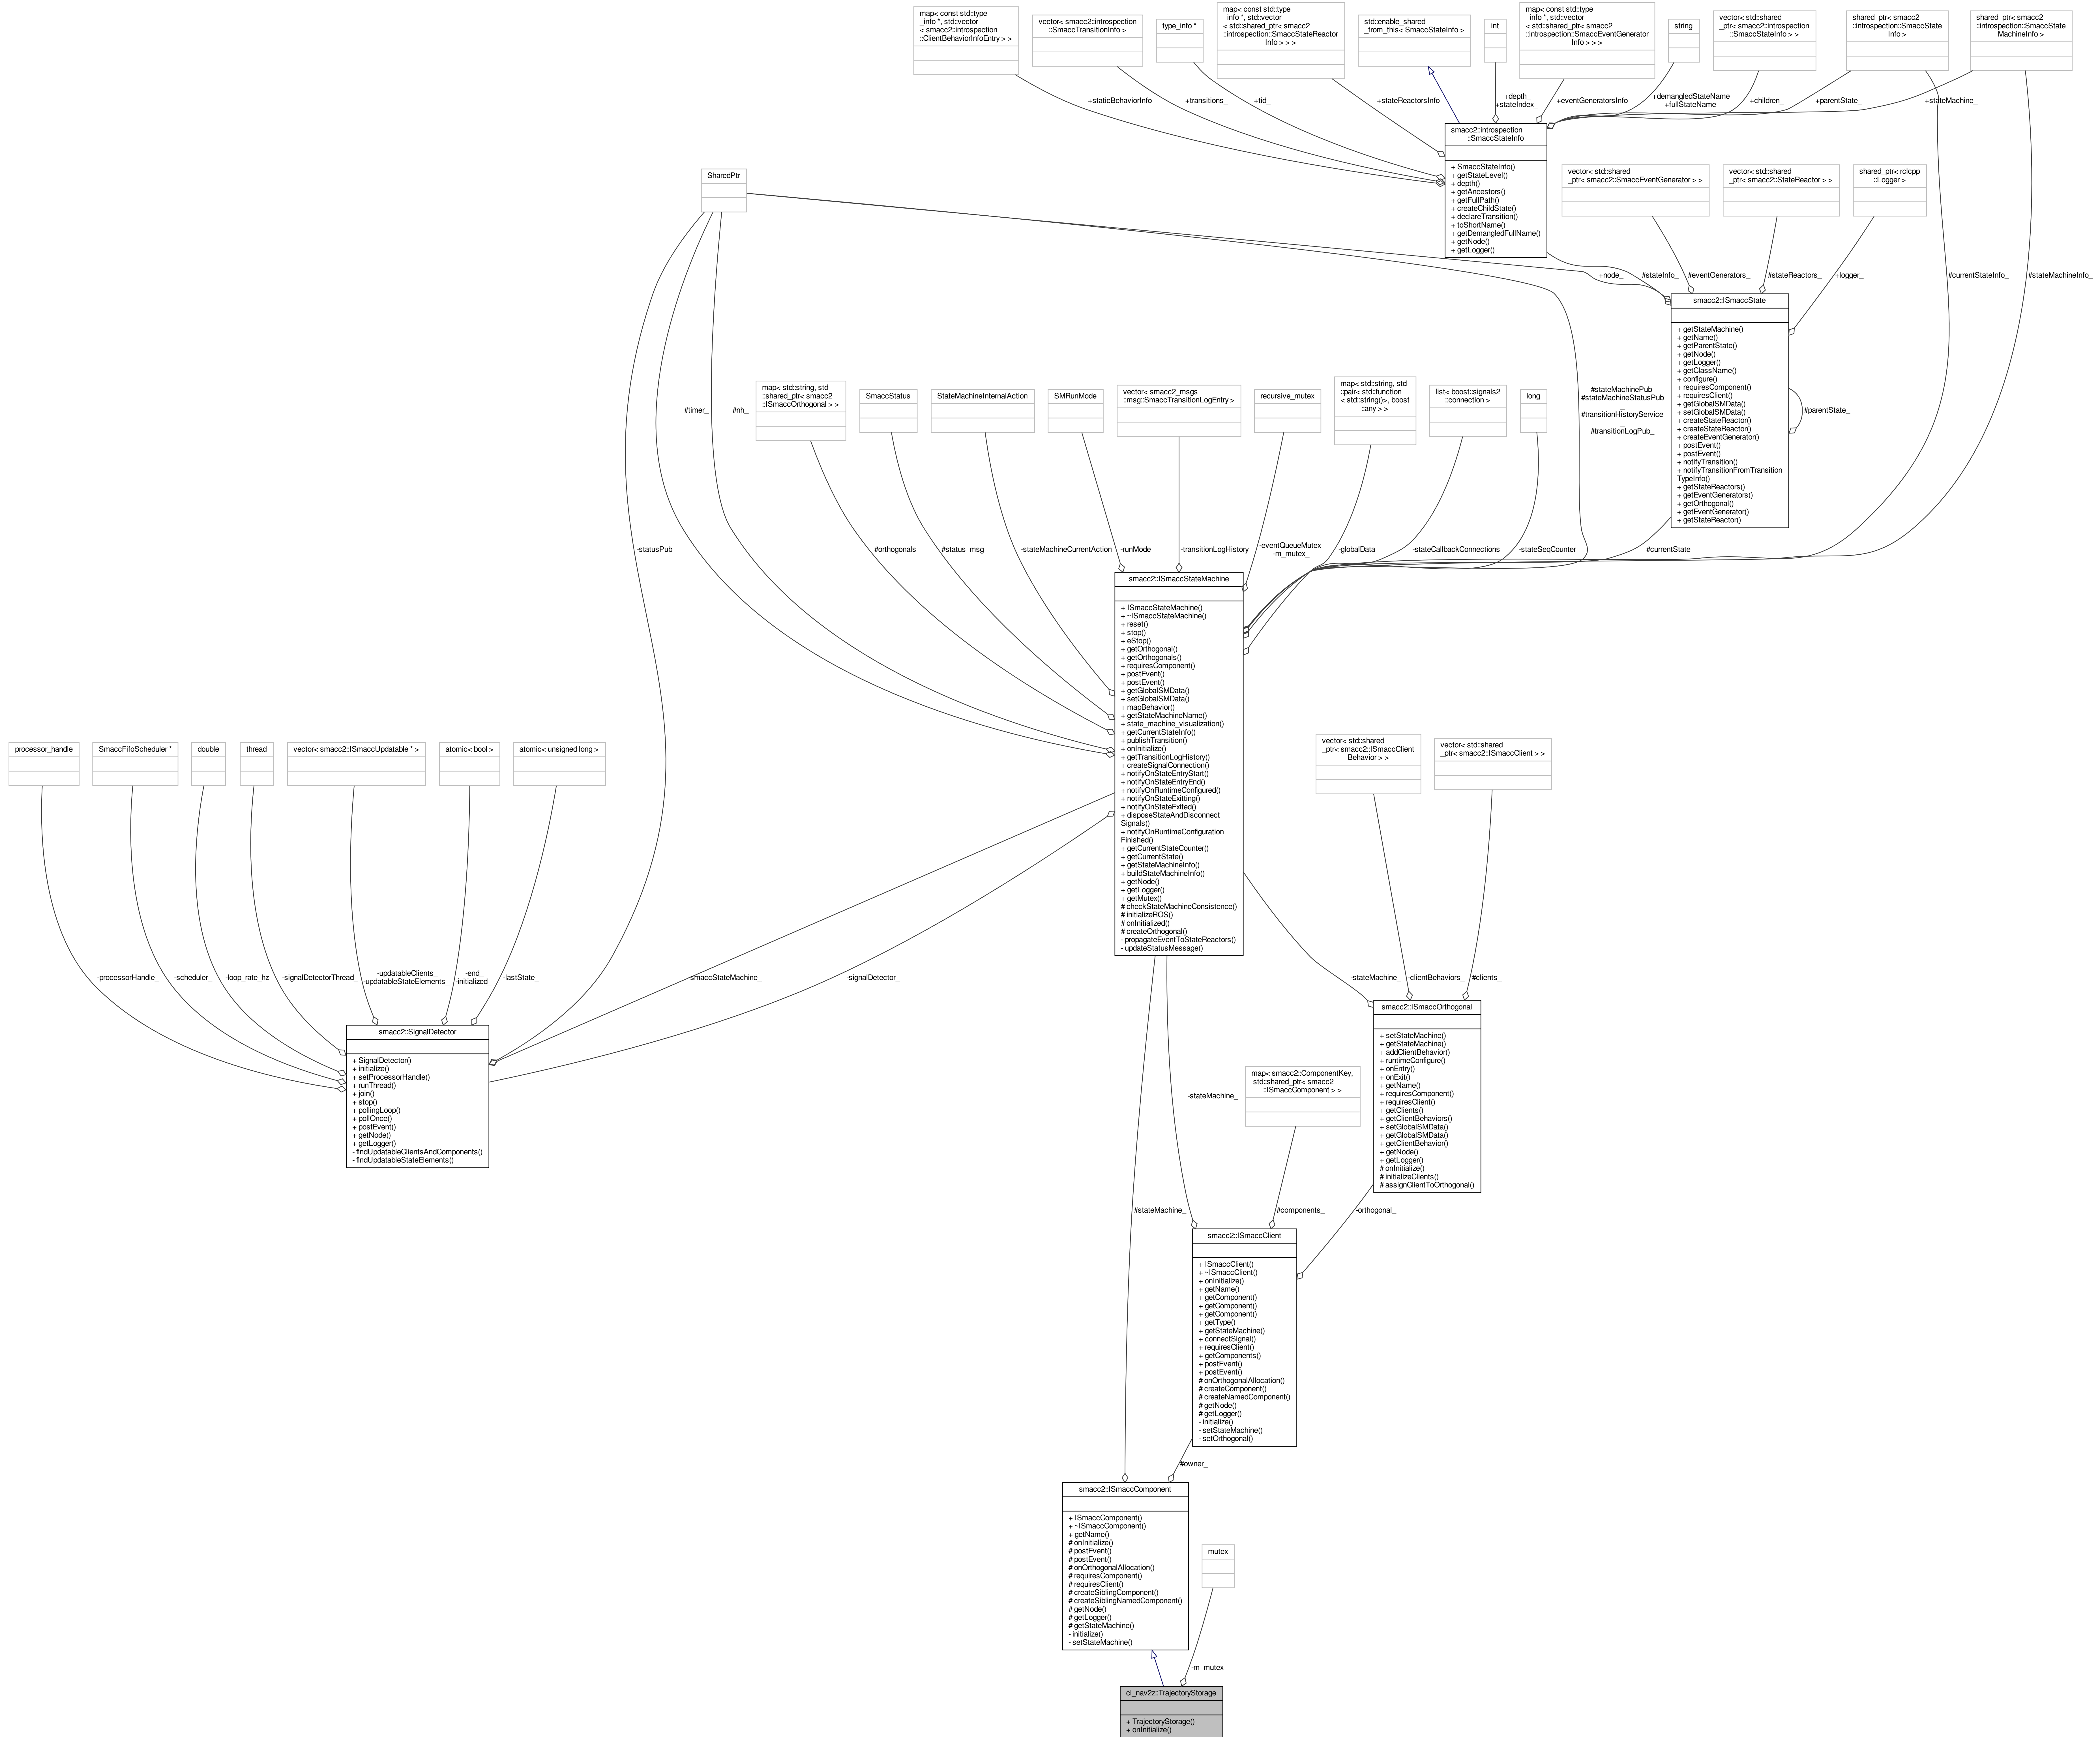 map< const std::type
_info *, std::vector
< smacc2::introspection
::ClientBehaviorInfoEntry > >
vector< smacc2::introspection
::SmaccTransitionInfo >
type_info *
map< const std::type
_info *, std::vector
< std::shared_ptr< smacc2
::introspection::SmaccStateReactor
Info > > >
std::enable_shared
_from_this< SmaccStateInfo >
int
map< const std::type
_info *, std::vector
< std::shared_ptr< smacc2
::introspection::SmaccEventGenerator
Info > > >
string
vector< std::shared
_ptr< smacc2::introspection
::SmaccStateInfo > >
shared_ptr< smacc2
::introspection::SmaccState
Info >
shared_ptr< smacc2
::introspection::SmaccState
MachineInfo >
+staticBehaviorInfo
+transitions_
+tid_
+stateReactorsInfo
+depth_
+stateIndex_
+eventGeneratorsInfo
+demangledStateName
+fullStateName
+children_
+parentState_
+stateMachine_
smacc2::introspection
::SmaccStateInfo
+ SmaccStateInfo()
+ getStateLevel()
+ depth()
+ getAncestors()
+ getFullPath()
+ createChildState()
+ declareTransition()
+ toShortName()
+ getDemangledFullName()
+ getNode()
+ getLogger()
SharedPtr
vector< std::shared
_ptr< smacc2::SmaccEventGenerator > >
vector< std::shared
_ptr< smacc2::StateReactor > >
shared_ptr< rclcpp
::Logger >
+node_
#stateInfo_
#eventGenerators_
#stateReactors_
+logger_
#currentStateInfo_
#stateMachineInfo_
smacc2::ISmaccState
+ getStateMachine()
+ getName()
+ getParentState()
+ getNode()
+ getLogger()
+ getClassName()
+ configure()
+ requiresComponent()
+ requiresClient()
+ getGlobalSMData()
+ setGlobalSMData()
+ createStateReactor()
+ createStateReactor()
+ createEventGenerator()
+ postEvent()
+ postEvent()
+ notifyTransition()
+ notifyTransitionFromTransition
TypeInfo()
+ getStateReactors()
+ getEventGenerators()
+ getOrthogonal()
+ getEventGenerator()
+ getStateReactor()
#parentState_
#timer_
#nh_
map< std::string, std
::shared_ptr< smacc2
::ISmaccOrthogonal > >
SmaccStatus
StateMachineInternalAction
SMRunMode
vector< smacc2_msgs
::msg::SmaccTransitionLogEntry >
recursive_mutex
map< std::string, std
::pair< std::function
< std::string()>, boost
::any > >
list< boost::signals2
::connection >
long
#stateMachinePub_
#stateMachineStatusPub
_
#transitionHistoryService
_
#transitionLogPub_
-statusPub_
#orthogonals_
#status_msg_
-stateMachineCurrentAction
-runMode_
-transitionLogHistory_
-eventQueueMutex_
-m_mutex_
-globalData_
-stateCallbackConnections
-stateSeqCounter_
#currentState_
smacc2::ISmaccStateMachine
+ ISmaccStateMachine()
+ ~ISmaccStateMachine()
+ reset()
+ stop()
+ eStop()
+ getOrthogonal()
+ getOrthogonals()
+ requiresComponent()
+ postEvent()
+ postEvent()
+ getGlobalSMData()
+ setGlobalSMData()
+ mapBehavior()
+ getStateMachineName()
+ state_machine_visualization()
+ getCurrentStateInfo()
+ publishTransition()
+ onInitialize()
+ getTransitionLogHistory()
+ createSignalConnection()
+ notifyOnStateEntryStart()
+ notifyOnStateEntryEnd()
+ notifyOnRuntimeConfigured()
+ notifyOnStateExitting()
+ notifyOnStateExited()
+ disposeStateAndDisconnect
Signals()
+ notifyOnRuntimeConfiguration
Finished()
+ getCurrentStateCounter()
+ getCurrentState()
+ getStateMachineInfo()
+ buildStateMachineInfo()
+ getNode()
+ getLogger()
+ getMutex()
# checkStateMachineConsistence()
# initializeROS()
# onInitialized()
# createOrthogonal()
- propagateEventToStateReactors()
- updateStatusMessage()
processor_handle
SmaccFifoScheduler *
double
thread
vector< smacc2::ISmaccUpdatable * >
atomic< bool >
atomic< unsigned long >
vector< std::shared
_ptr< smacc2::ISmaccClient
Behavior > >
vector< std::shared
_ptr< smacc2::ISmaccClient > >
-processorHandle_
-scheduler_
-loop_rate_hz
-signalDetectorThread_
-updatableClients_
-updatableStateElements_
-end_
-initialized_
-lastState_
-smaccStateMachine_
-signalDetector_
-stateMachine_
-clientBehaviors_
#clients_
smacc2::SignalDetector
+ SignalDetector()
+ initialize()
+ setProcessorHandle()
+ runThread()
+ join()
+ stop()
+ pollingLoop()
+ pollOnce()
+ postEvent()
+ getNode()
+ getLogger()
- findUpdatableClientsAndComponents()
- findUpdatableStateElements()
smacc2::ISmaccOrthogonal
+ setStateMachine()
+ getStateMachine()
+ addClientBehavior()
+ runtimeConfigure()
+ onEntry()
+ onExit()
+ getName()
+ requiresComponent()
+ requiresClient()
+ getClients()
+ getClientBehaviors()
+ setGlobalSMData()
+ getGlobalSMData()
+ getClientBehavior()
+ getNode()
+ getLogger()
# onInitialize()
# initializeClients()
# assignClientToOrthogonal()
map< smacc2::ComponentKey,
std::shared_ptr< smacc2
::ISmaccComponent > >
-stateMachine_
#stateMachine_
#components_
-orthogonal_
smacc2::ISmaccClient
+ ISmaccClient()
+ ~ISmaccClient()
+ onInitialize()
+ getName()
+ getComponent()
+ getComponent()
+ getComponent()
+ getType()
+ getStateMachine()
+ connectSignal()
+ requiresClient()
+ getComponents()
+ postEvent()
+ postEvent()
# onOrthogonalAllocation()
# createComponent()
# createNamedComponent()
# getNode()
# getLogger()
- initialize()
- setStateMachine()
- setOrthogonal()
#owner_
smacc2::ISmaccComponent
+ ISmaccComponent()
+ ~ISmaccComponent()
+ getName()
# onInitialize()
# postEvent()
# postEvent()
# onOrthogonalAllocation()
# requiresComponent()
# requiresClient()
# createSiblingComponent()
# createSiblingNamedComponent()
# getNode()
# getLogger()
# getStateMachine()
- initialize()
- setStateMachine()
mutex
-m_mutex_
cl_nav2z::TrajectoryStorage
+ TrajectoryStorage()
+ onInitialize()